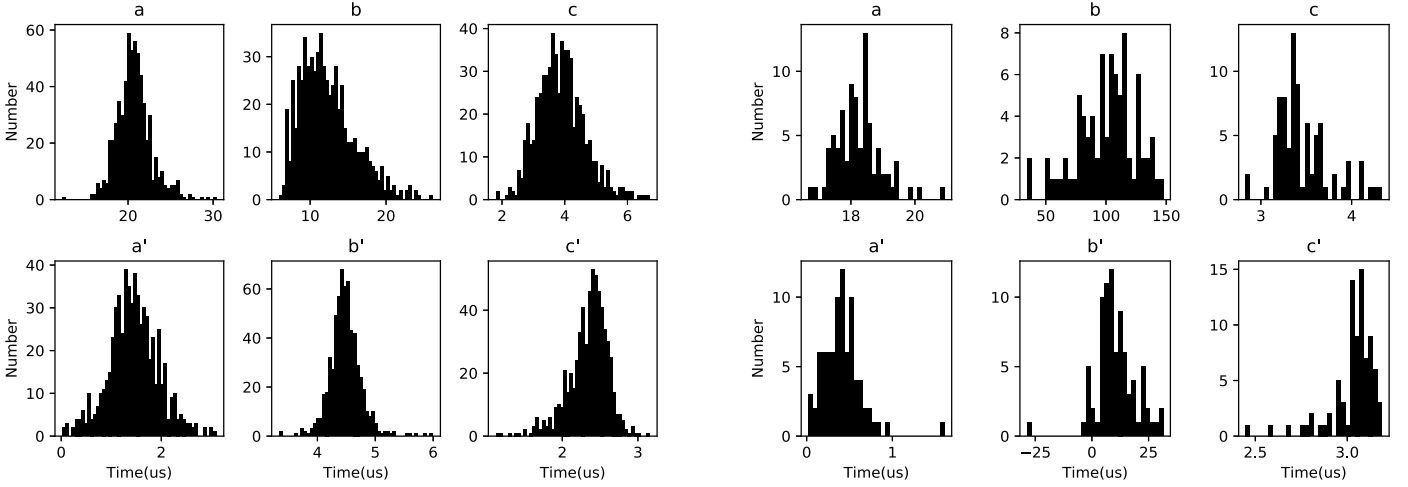 a b c a b c
60 40 8
30 30 10 6
40 20 20 10
Number Number
20 10 10 5 4 5
2
0 0 0 0 0 0
20 30 10 20 2 4 6 18 20 50 100 150 3 4
a' b' c' a' b' c'
40 15
60
30 40 10 10 10
20 40
Number Number
10 20 20 5 5 5
0 0 0 0 0 0
0 2 4 5 6 2 3 0 1 −25 0 25 2.5 3.0
Time(us) Time(us) Time(us) Time(us) Time(us) Time(us)